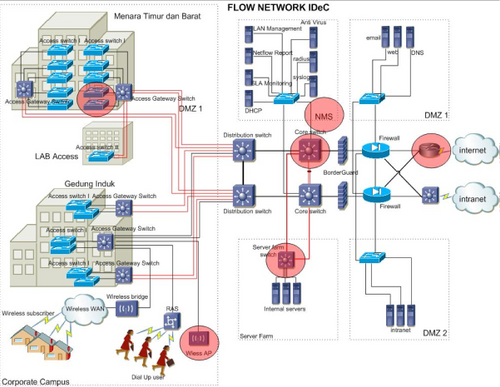 FLOW NETWORK IDeC
Menara Timur dan Barat
Access switch I
Access switch I
Access Gateway Switch
Access Gateway Switch
DMZ 1
Access switch II
LAB Access
Gedung Induk
Access switch I
Access Gateway Switch
Access switch I
Access Gateway Switch
Access switch I
Access Gateway Switch
Wireless bridge
Wireless WAN
Wireless subscriber
RAS
Wiless AP
Dial Up user
Corporate Campus
LAN Management
Anti Virus
Netflow Report
radius
SLA Monitoring
syslog
DHCP
NMS
Distribution switch
Core switch
BorderGuard
Distribution switch
Core switch
Server Farm
switch
Internal servers
Server Farm
email
web
DNS
DMZ 1
Firewall
internet
Firewall
intranet
intranet
DMZ 2